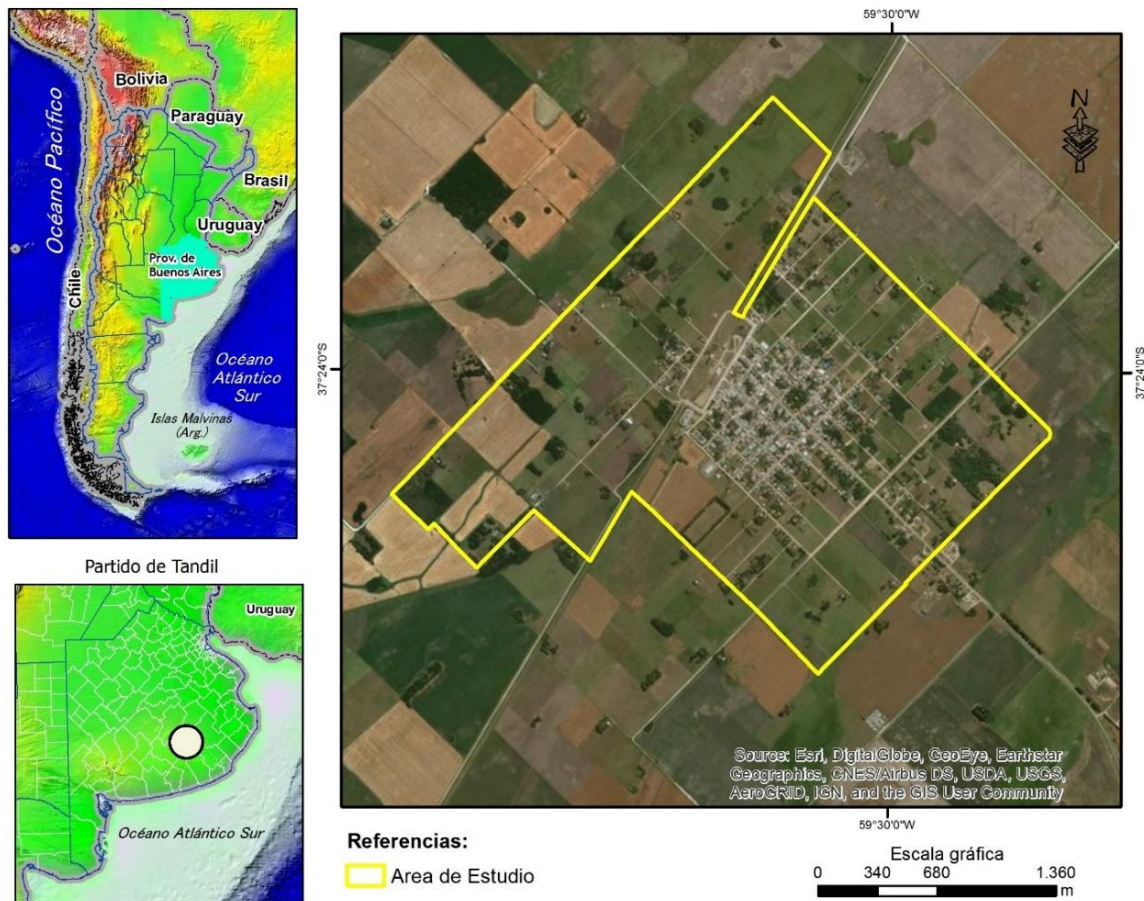 Bolivia
Paraguay
Brasil
Uruguay
Océano Pacífico
Chile
Prov. de
Buenos Aires
Océano
Atlántico
Sur
Islas Malvinas
(Arg.)
Partido de Tandil
Uruguay
Océano Atlántico Sur
59°30'0"W
N
37°24'0"S
37°24'0"S
Source: Esri, DigitalGlobe, GeoEye, Earthstar
Geographics, CNES/Airbus DS, USDA, USGS,
AeroGRID, IGN, and the GIS User Community
59°30'0"W
Referencias:
Area de Estudio
Escala gráfica
0 340 680 1.360
m